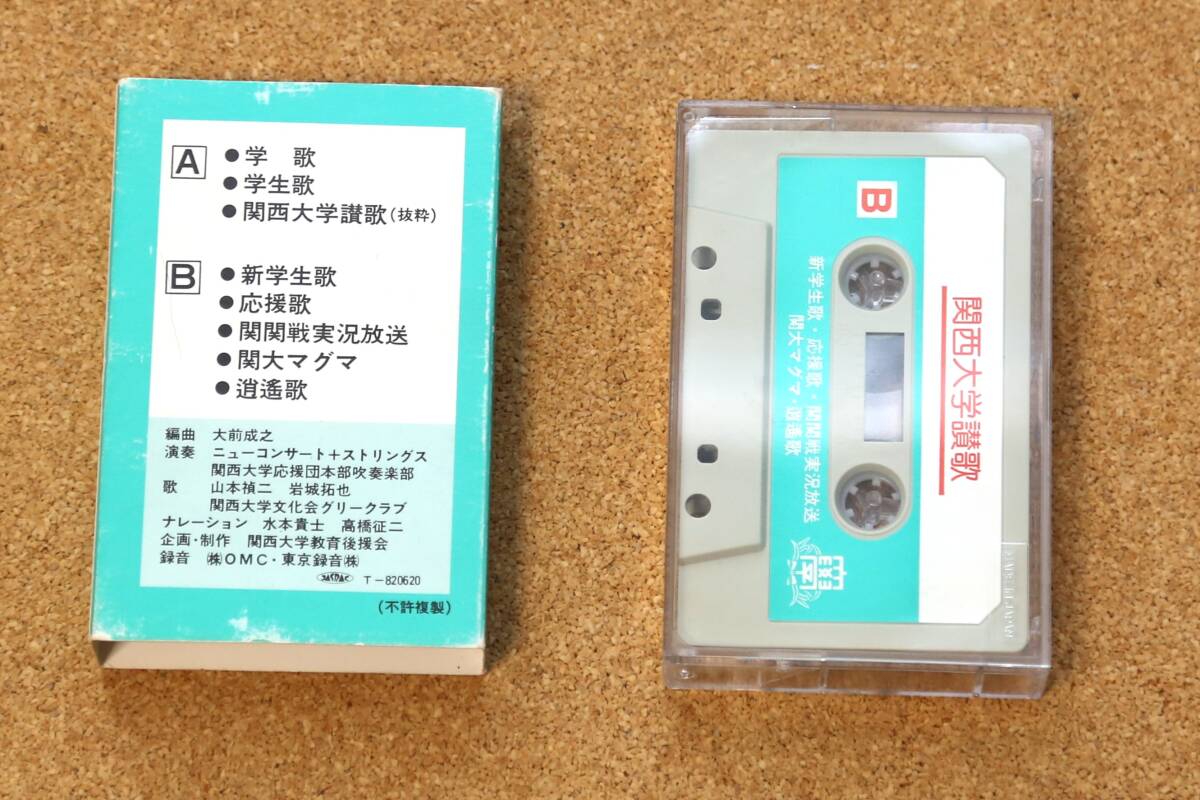 A
●学　歌
●学生歌
●関西大学讃歌(抜粋)
B
●新学生歌
●応援歌
●関関戦実況放送
●関大マグマ
●逍遙歌
編曲　大前成之
演奏　ニューコンサート+ストリングス
関西大学応援団本部吹奏楽部
歌　山本禎二　岩城拓也
関西大学文化会グリークラブ
ナレーション　水本貴士　高橋征二
企画・制作　関西大学教育後援会
録音　㈱OMC・東京録音㈱
JASRAC T-820620
(不許複製)
B
関西大学讃歌
新学生歌・応援歌・関関戦実況放送
関大マグマ・逍遙歌